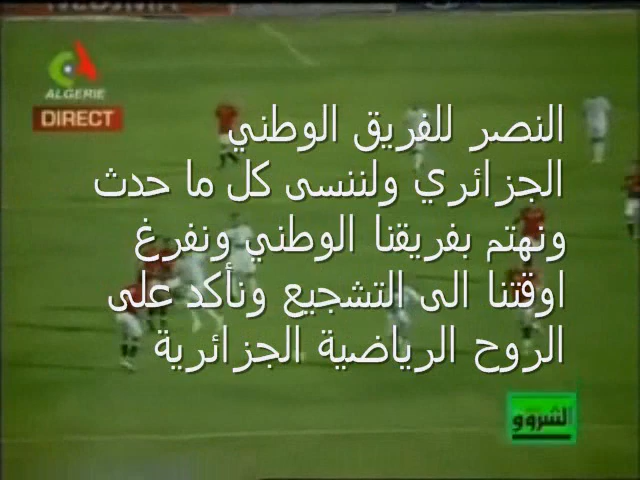 ALGERIE
DIRECT
النصر للفريق الوطني
الجزائري ولننسى كل ما حدث
ونهتم بفريقنا الوطني ونفرغ
اوقتنا الى التشجيع ونأكد على
الروح الرياضية الجزائرية
الشروق